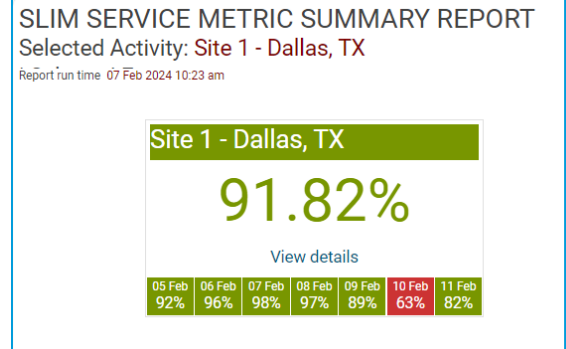 SLIM SERVICE METRIC SUMMARY REPORT
Selected Activity: Site 1 - Dallas, TX
Report run time 07 Feb 2024 10:23 am
Site 1 - Dallas, TX
91.82%
View details
05 Feb 06 Feb 07 Feb 08 Feb 09 Feb 10 Feb 11 Feb
92% 96% 98% 97% 89% 63% 82%